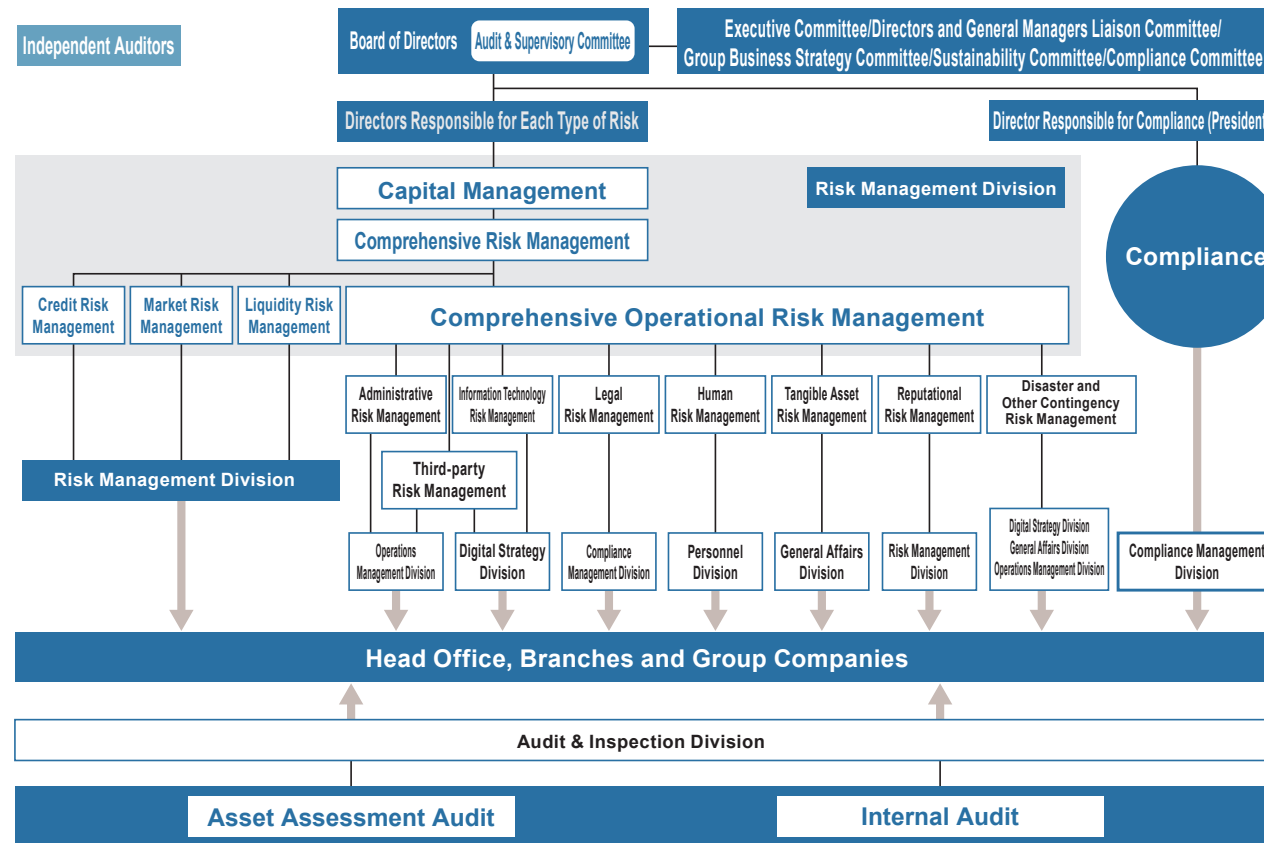 Independent Auditors
Board of Directors
Audit & Supervisory Committee
Executive Committee/Directors and General Managers Liaison Committee/
Group Business Strategy Committee/Sustainability Committee/Compliance Committee
Directors Responsible for Each Type of Risk
Director Responsible for Compliance (President
Capital Management
Risk Management Division
Comprehensive Risk Management
Compliance
Credit Risk
Management
Market Risk
Management
Liquidity Risk
Management
Comprehensive Operational Risk Management
Administrative
Risk Management
Information Technology
Risk Management
Legal
Risk Management
Human
Risk Management
Tangible Asset
Risk Management
Reputational
Risk Management
Disaster and
Other Contingency
Risk Management
Third-party
Risk Management
Risk Management Division
Operations
Management Division
Digital Strategy
Division
Compliance
Management Division
Personnel
Division
General Affairs
Division
Risk Management
Division
Digital Strategy Division
General Affairs Division
Operations Management Division
Compliance Management
Division
Head Office, Branches and Group Companies
Audit & Inspection Division
Asset Assessment Audit
Internal Audit